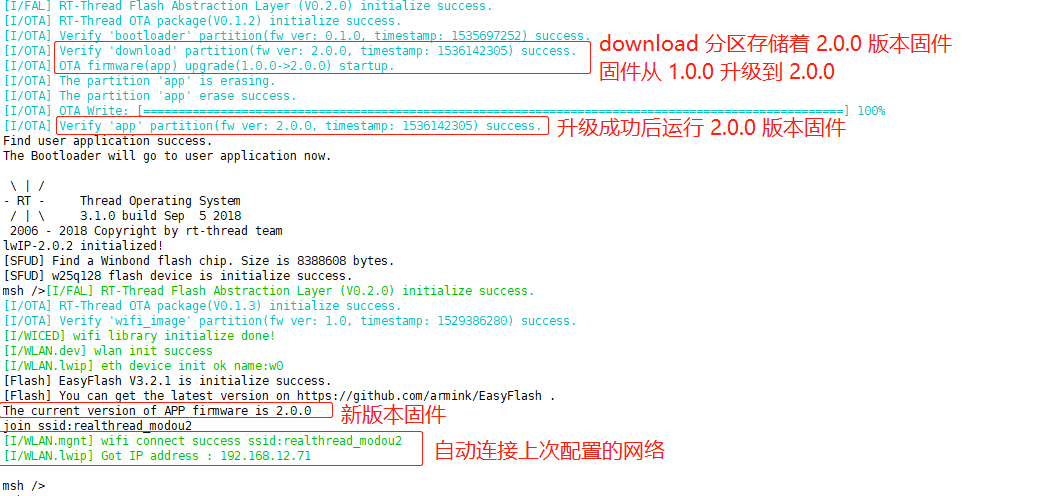 [I/FAL] RT-Thread Flash Abstraction Layer (V0.2.0) initialize success.
[I/OTA] RT-Thread OTA package(V0.1.2) initialize success.
[I/OTA] Verify 'bootloader' partition(fw ver: 0.1.0, timestamp: 1535697252) success.
[I/OTA] Verify 'download' partition(fw ver: 2.0.0, timestamp: 1536142305) success.
download 分区存储着 2.0.0 版本固件
[I/OTA] OTA firmware(app) upgrade(1.0.0->2.0.0) startup.
固件从 1.0.0 升级到 2.0.0
[I/OTA] The partition 'app' is erasing.
[I/OTA] The partition 'app' erase success.
[I/OTA] OTA Write: [====================================================================================================] 100%
[I/OTA] Verify 'app' partition(fw ver: 2.0.0, timestamp: 1536142305) success.
升级成功后运行 2.0.0 版本固件
Find user application success.
The Bootloader will go to user application now.
\ | /
- RT -     Thread Operating System
/ | \     3.1.0 build Sep  5 2018
2006 - 2018 Copyright by rt-thread team
lwIP-2.0.2 initialized!
[SFUD] Find a Winbond flash chip. Size is 8388608 bytes.
[SFUD] w25q128 flash device is initialize success.
msh />[I/FAL] RT-Thread Flash Abstraction Layer (V0.2.0) initialize success.
[I/OTA] RT-Thread OTA package(V0.1.3) initialize success.
[I/OTA] Verify 'wifi_image' partition(fw ver: 1.0, timestamp: 1529386280) success.
[I/WICED] wifi library initialize done!
[I/WLAN.dev] wlan init success
[I/WLAN.lwip] eth device init ok name:w0
[Flash] EasyFlash V3.2.1 is initialize success.
[Flash] You can get the latest version on https://github.com/armink/EasyFlash .
The current version of APP firmware is 2.0.0
新版本固件
join ssid:realthread_modou2
[I/WLAN.mgnt] wifi connect success ssid:realthread_modou2
自动连接上次配置的网络
[I/WLAN.lwip] Got IP address : 192.168.12.71
msh />